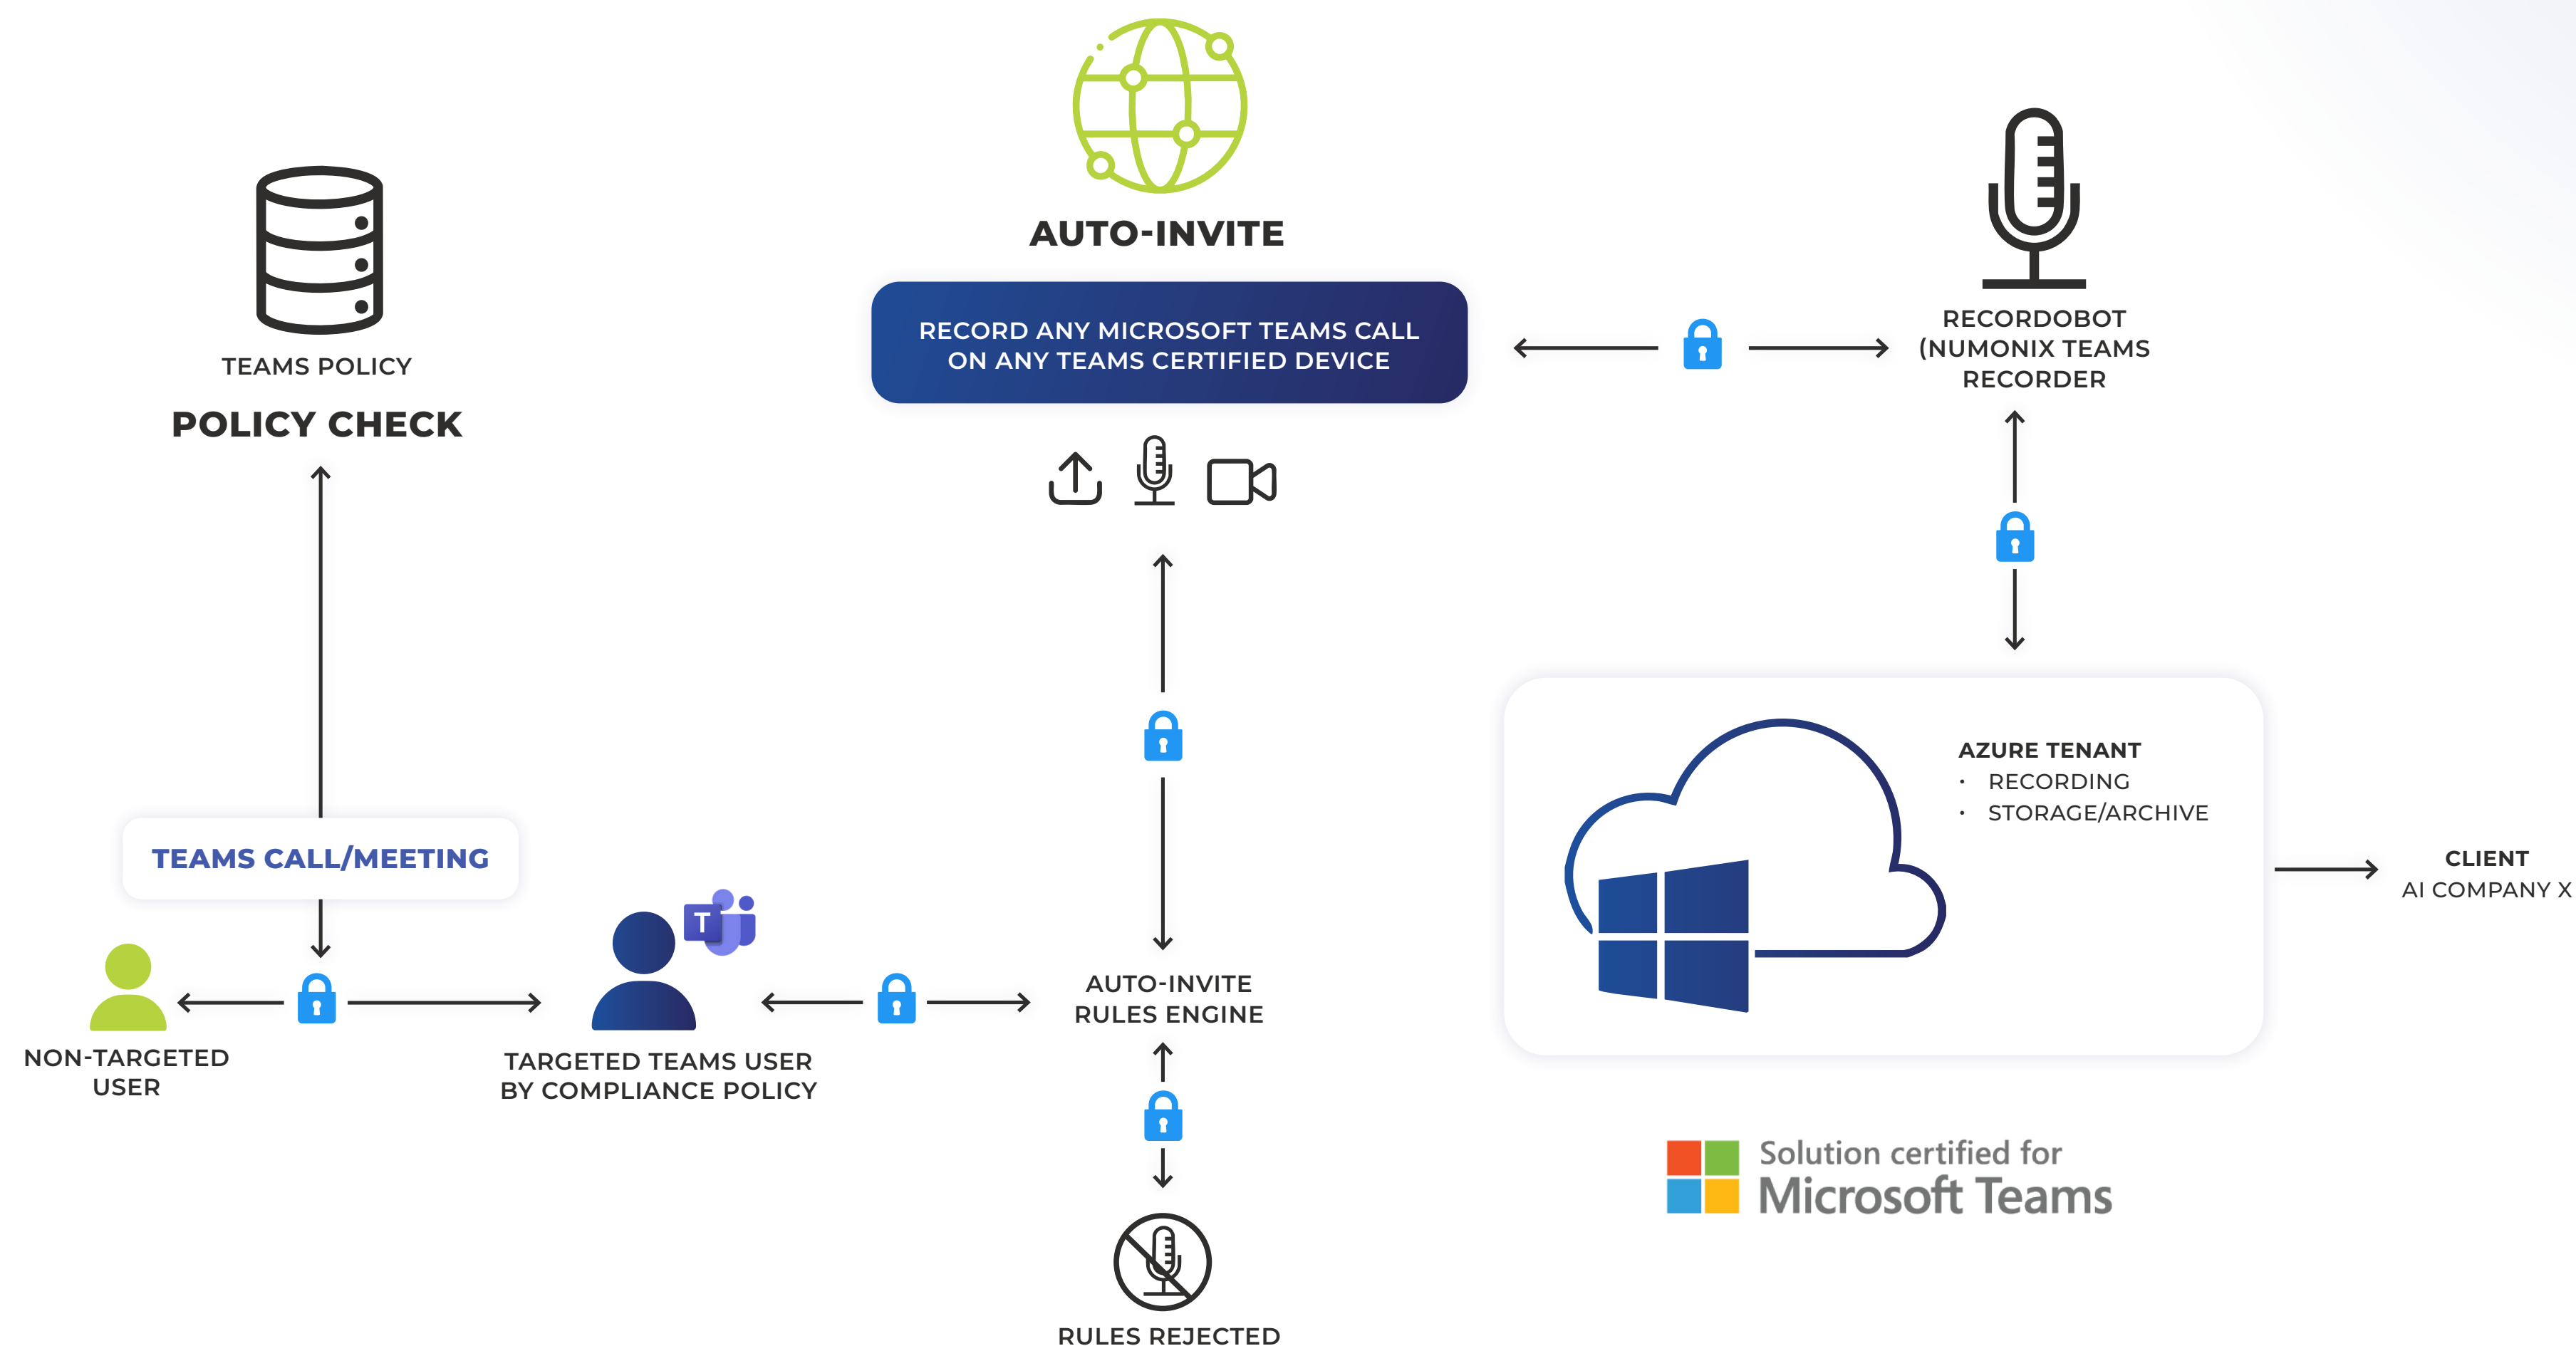 AUTO-INVITE
RECORD ANY MICROSOFT TEAMS CALL
ON ANY TEAMS CERTIFIED DEVICE
RECORDOBOT
(NUMONIX TEAMS
RECORDER
TEAMS POLICY
POLICY CHECK
AZURE TENANT
• RECORDING
• STORAGE/ARCHIVE
TEAMS CALL/MEETING
CLIENT
AI COMPANY X
T
AUTO-INVITE
RULES ENGINE
NON-TARGETED
USER
TARGETED TEAMS USER
BY COMPLIANCE POLICY
Solution certified for
Microsoft Teams
RULES REJECTED